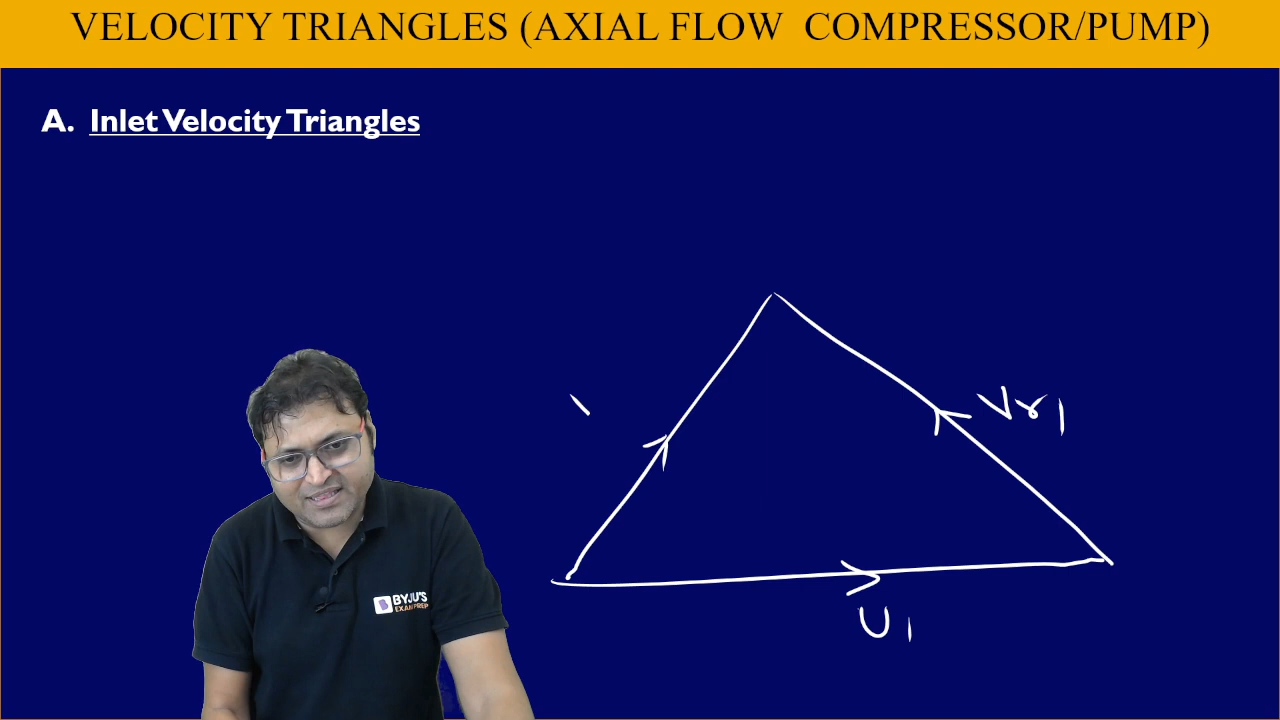 VELOCITY TRIANGLES (AXIAL FLOW COMPRESSOR/PUMP)
A. Inlet Velocity Triangles
Vr1
U1
BYJU'S
EXAM PREP